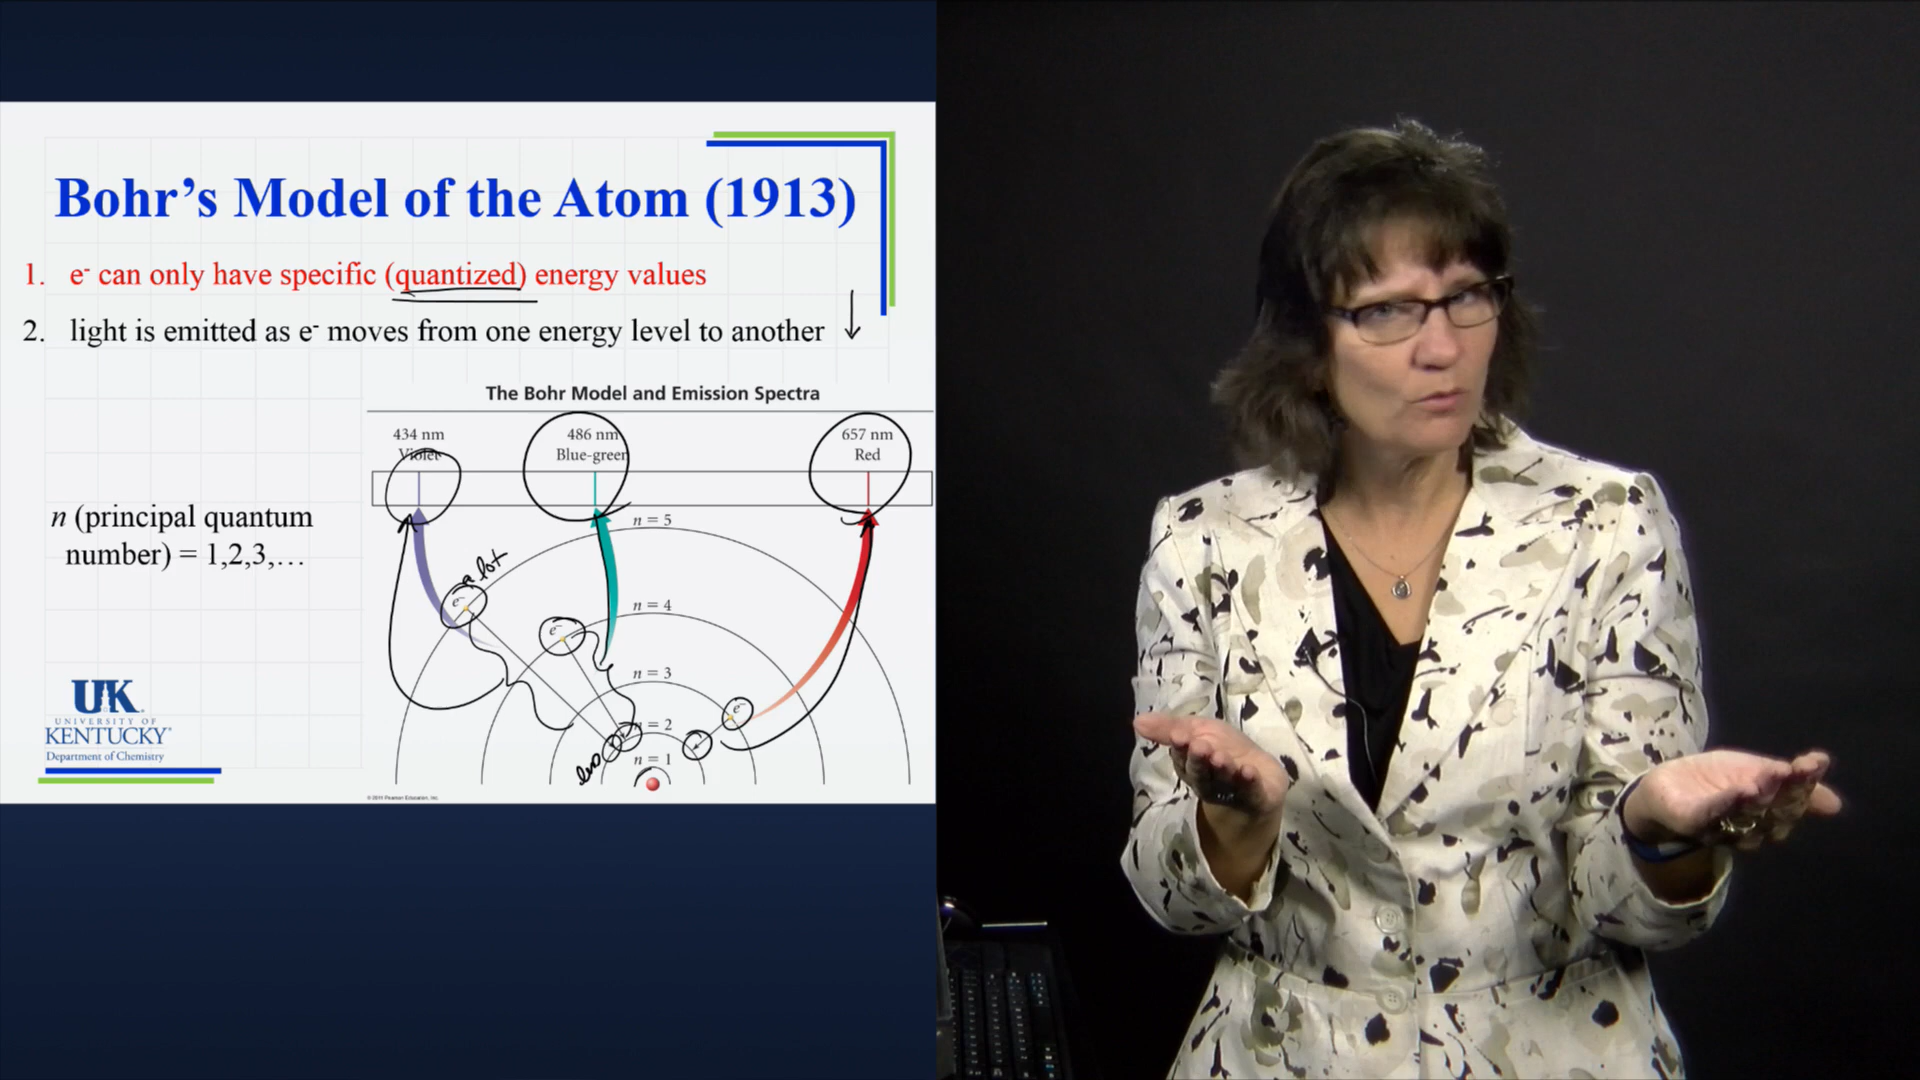 Bohr’s Model of the Atom (1913)
1. e⁻ can only have specific (quantized) energy values
2. light is emitted as e⁻ moves from one energy level to another
The Bohr Model and Emission Spectra
434 nm
Violet
486 nm
Blue-green
657 nm
Red
n (principal quantum
number) = 1,2,3,…
n = 5
a lot
e⁻
n = 4
e⁻
n = 3
e⁻
= 2
n = 1
UK
UNIVERSITY OF
KENTUCKY
Department of Chemistry